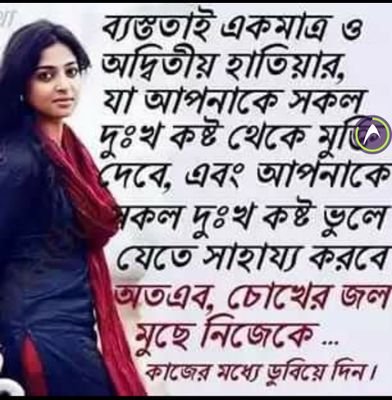 ব্যস্ততাই একমাত্র ও
অদ্বিতীয় হাতিয়ার,
যা আপনাকে সকল
দুঃখ কষ্ট থেকে মুক্তি
দেবে, এবং আপনাকে
সকল দুঃখ কষ্ট ভুলে
যেতে সাহায্য করবে
অতএব, চোখের জল
মুছে নিজেকে ...
কাজের মধ্যে ডুবিয়ে দিন।